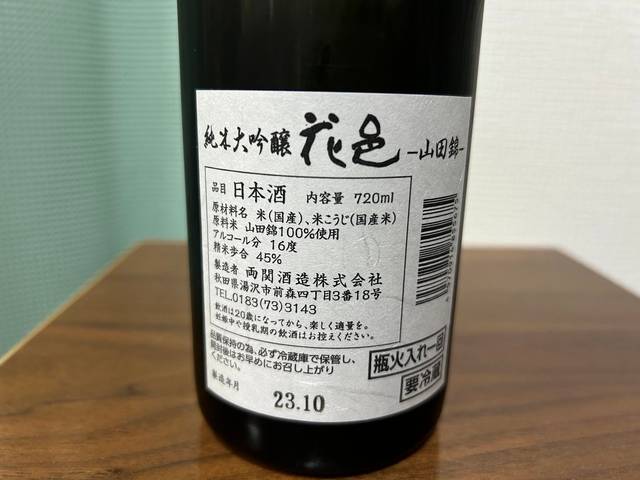 純米大吟醸 花邑 -山田錦-
品目 日本酒 内容量 720ml
原材料名 米(国産)、米こうじ(国産米)
原料米 山田錦100%使用
アルコール分 16度
精米歩合 45%
製造者 両関酒造株式会社
秋田県湯沢市前森四丁目3番18号
TEL.0183(73)3143
飲酒は20歳になってから、楽しく適量を。
妊娠中や授乳期の飲酒はお控えください。
品質保持の為、必ず冷蔵庫で保管し、
開封後はお早めにお召し上がり
ください。
瓶火入れ一回
要冷蔵
製造年月
23.10